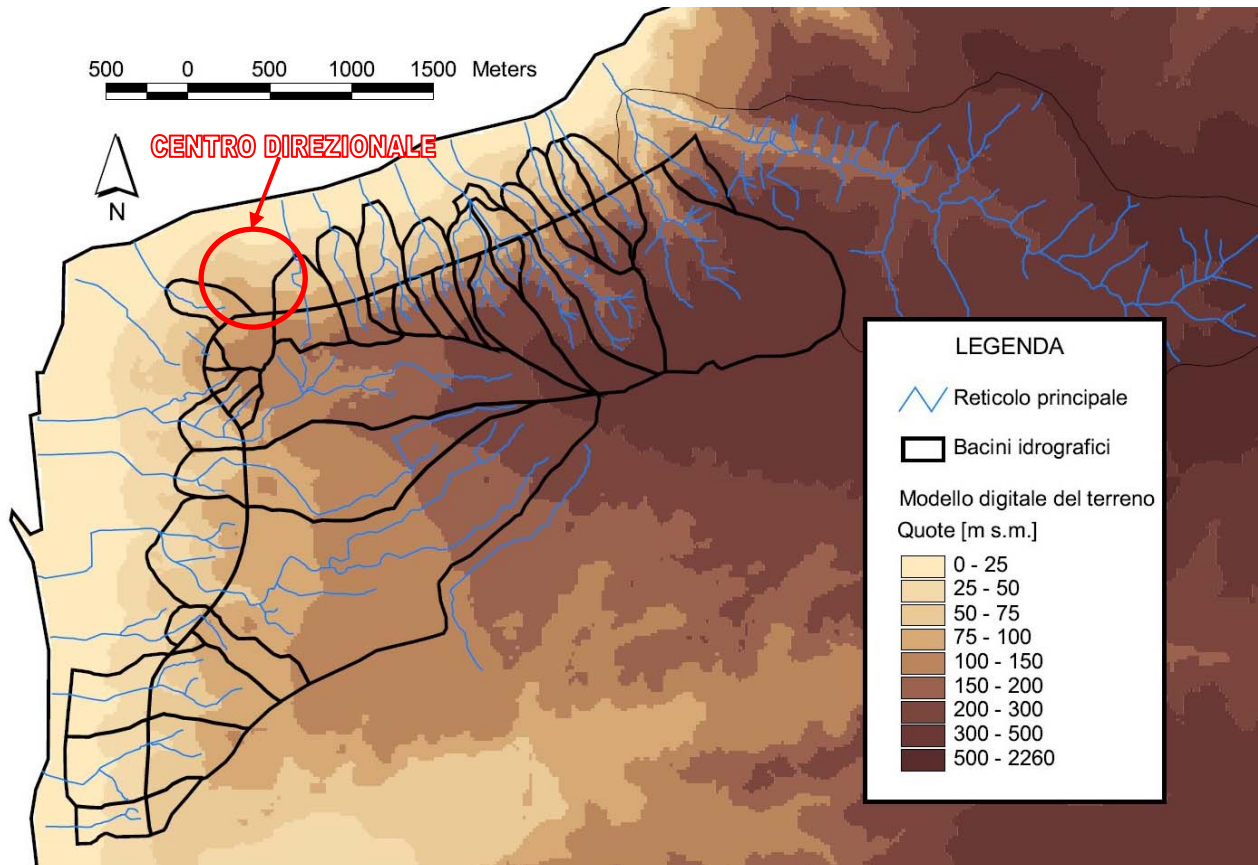 500 0 500 1000 1500 Meters
CENTRO DIREZIONALE
N
LEGENDA
Reticolo principale
Bacini idrografici
Modello digitale del terreno
Quote [m s.m.]
0 - 25
25 - 50
50 - 75
75 - 100
100 - 150
150 - 200
200 - 300
300 - 500
500 - 2260